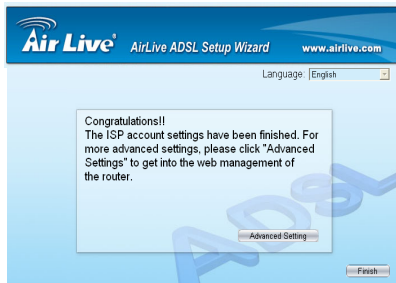 Air Live® AirLive ADSL Setup Wizard www.airlive.com
Language: English
Congratulations!!
The ISP account settings have been finished. For
more advanced settings, please click "Advanced
Settings" to get into the web management of
the router.
Advanced Setting
ADSL
Finish